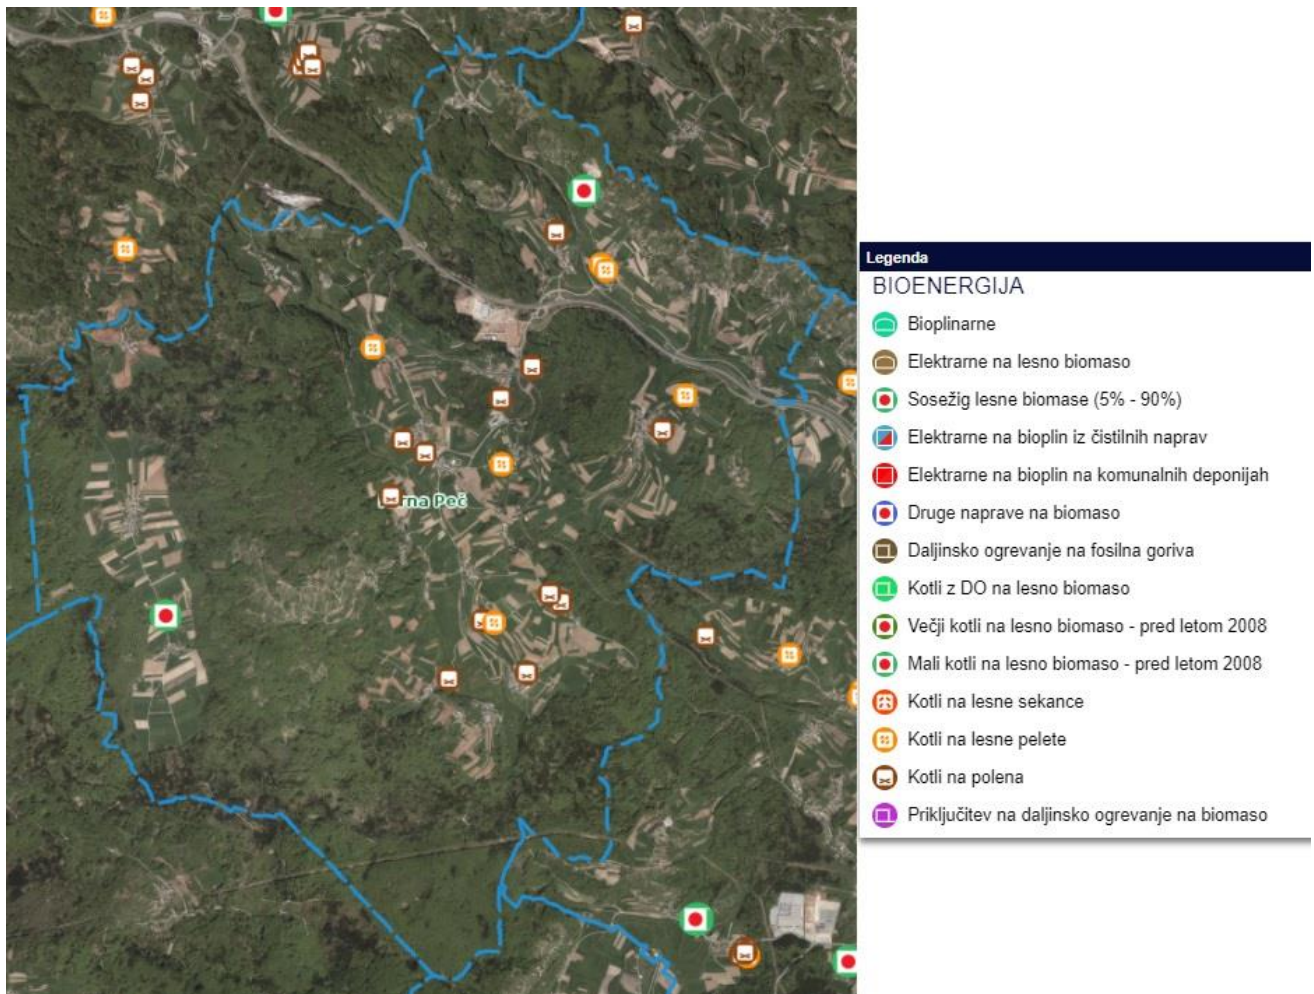 rna Peč
Legenda
BIOENERGIJA
Bioplinarne
Elektrarne na lesno biomaso
Sosežig lesne biomase (5% - 90%)
Elektrarne na bioplin iz čistilnih naprav
Elektrarne na bioplin na komunalnih deponijah
Druge naprave na biomaso
Daljinsko ogrevanje na fosilna goriva
Kotli z DO na lesno biomaso
Večji kotli na lesno biomaso - pred letom 2008
Mali kotli na lesno biomaso - pred letom 2008
Kotli na lesne sekance
Kotli na lesne pelete
Kotli na polena
Priključitev na daljinsko ogrevanje na biomaso